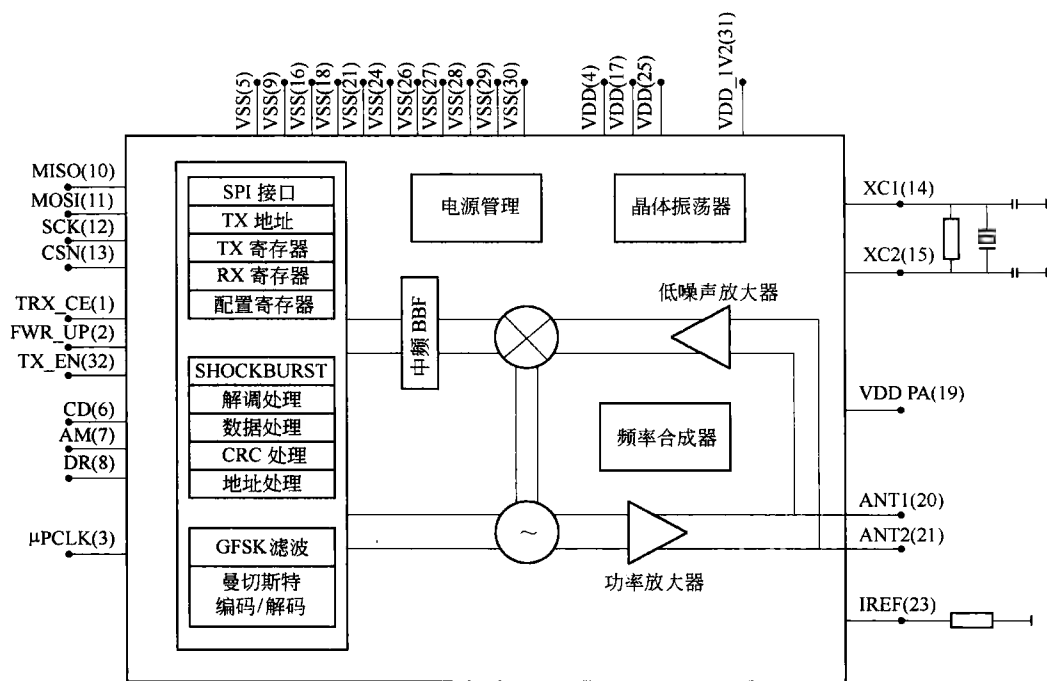 VSS(5)
VSS(9)
VSS(16)
VSS(18)
VSS(21)
VSS(24)
VSS(26)
VSS(27)
VSS(28)
VSS(29)
VSS(30)
VDD(4)
VDD(17)
VDD(25)
VDD_1V2(31)
MISO(10)
MOSI(11)
SCK(12)
CSN(13)
TRX_CE(1)
FWR_UP(2)
TX_EN(32)
CD(6)
AM(7)
DR(8)
μPCLK(3)
SPI 接口
TX 地址
TX 寄存器
RX 寄存器
配置寄存器
SHOCKBURST
解调处理
数据处理
CRC 处理
地址处理
GFSK滤波
曼切斯特
编码/解码
电源管理
晶体振荡器
中频 BBF
低噪声放大器
频率合成器
~
功率放大器
XC1(14)
XC2(15)
VDD PA(19)
ANT1(20)
ANT2(21)
IREF(23)